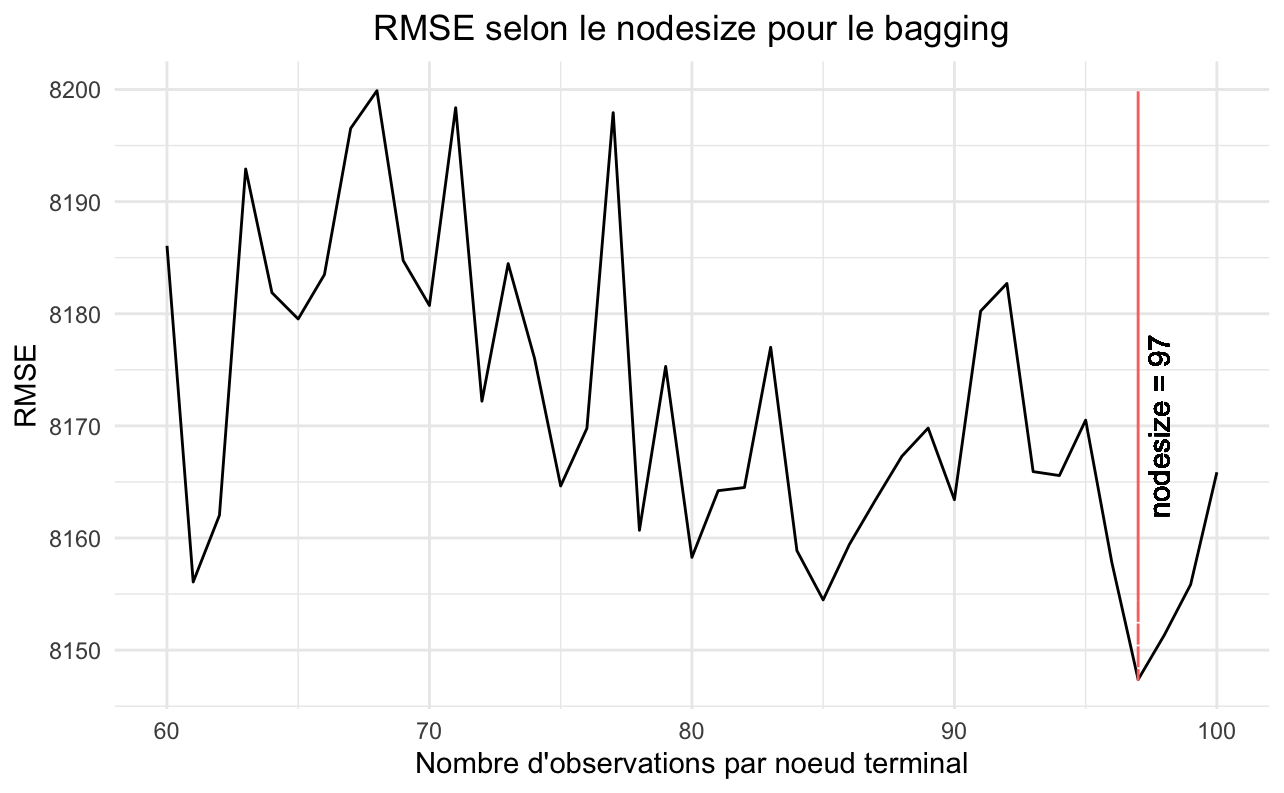 RMSE selon le nodesize pour le bagging
RMSE
8200
8190
8180
8170
8160
8150
nodesize = 97
60
70
80
90
100
Nombre d'observations par noeud terminal